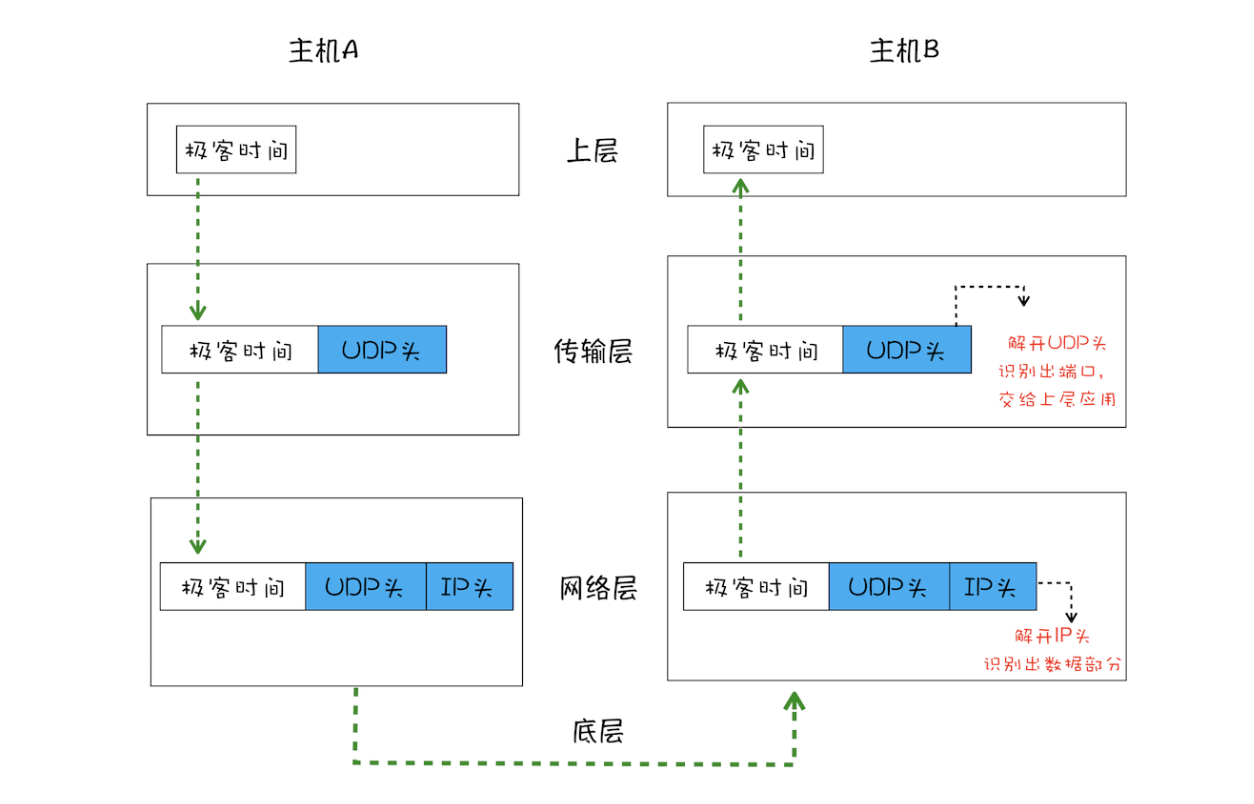 主机A
主机B
极客时间
上层
极客时间
极客时间
UDP头
传输层
极客时间
UDP头
解开UDP头
识别出端口,
交给上层应用
极客时间
UDP头
IP头
网络层
极客时间
UDP头
IP头
解开IP头
识别出数据部分
底层